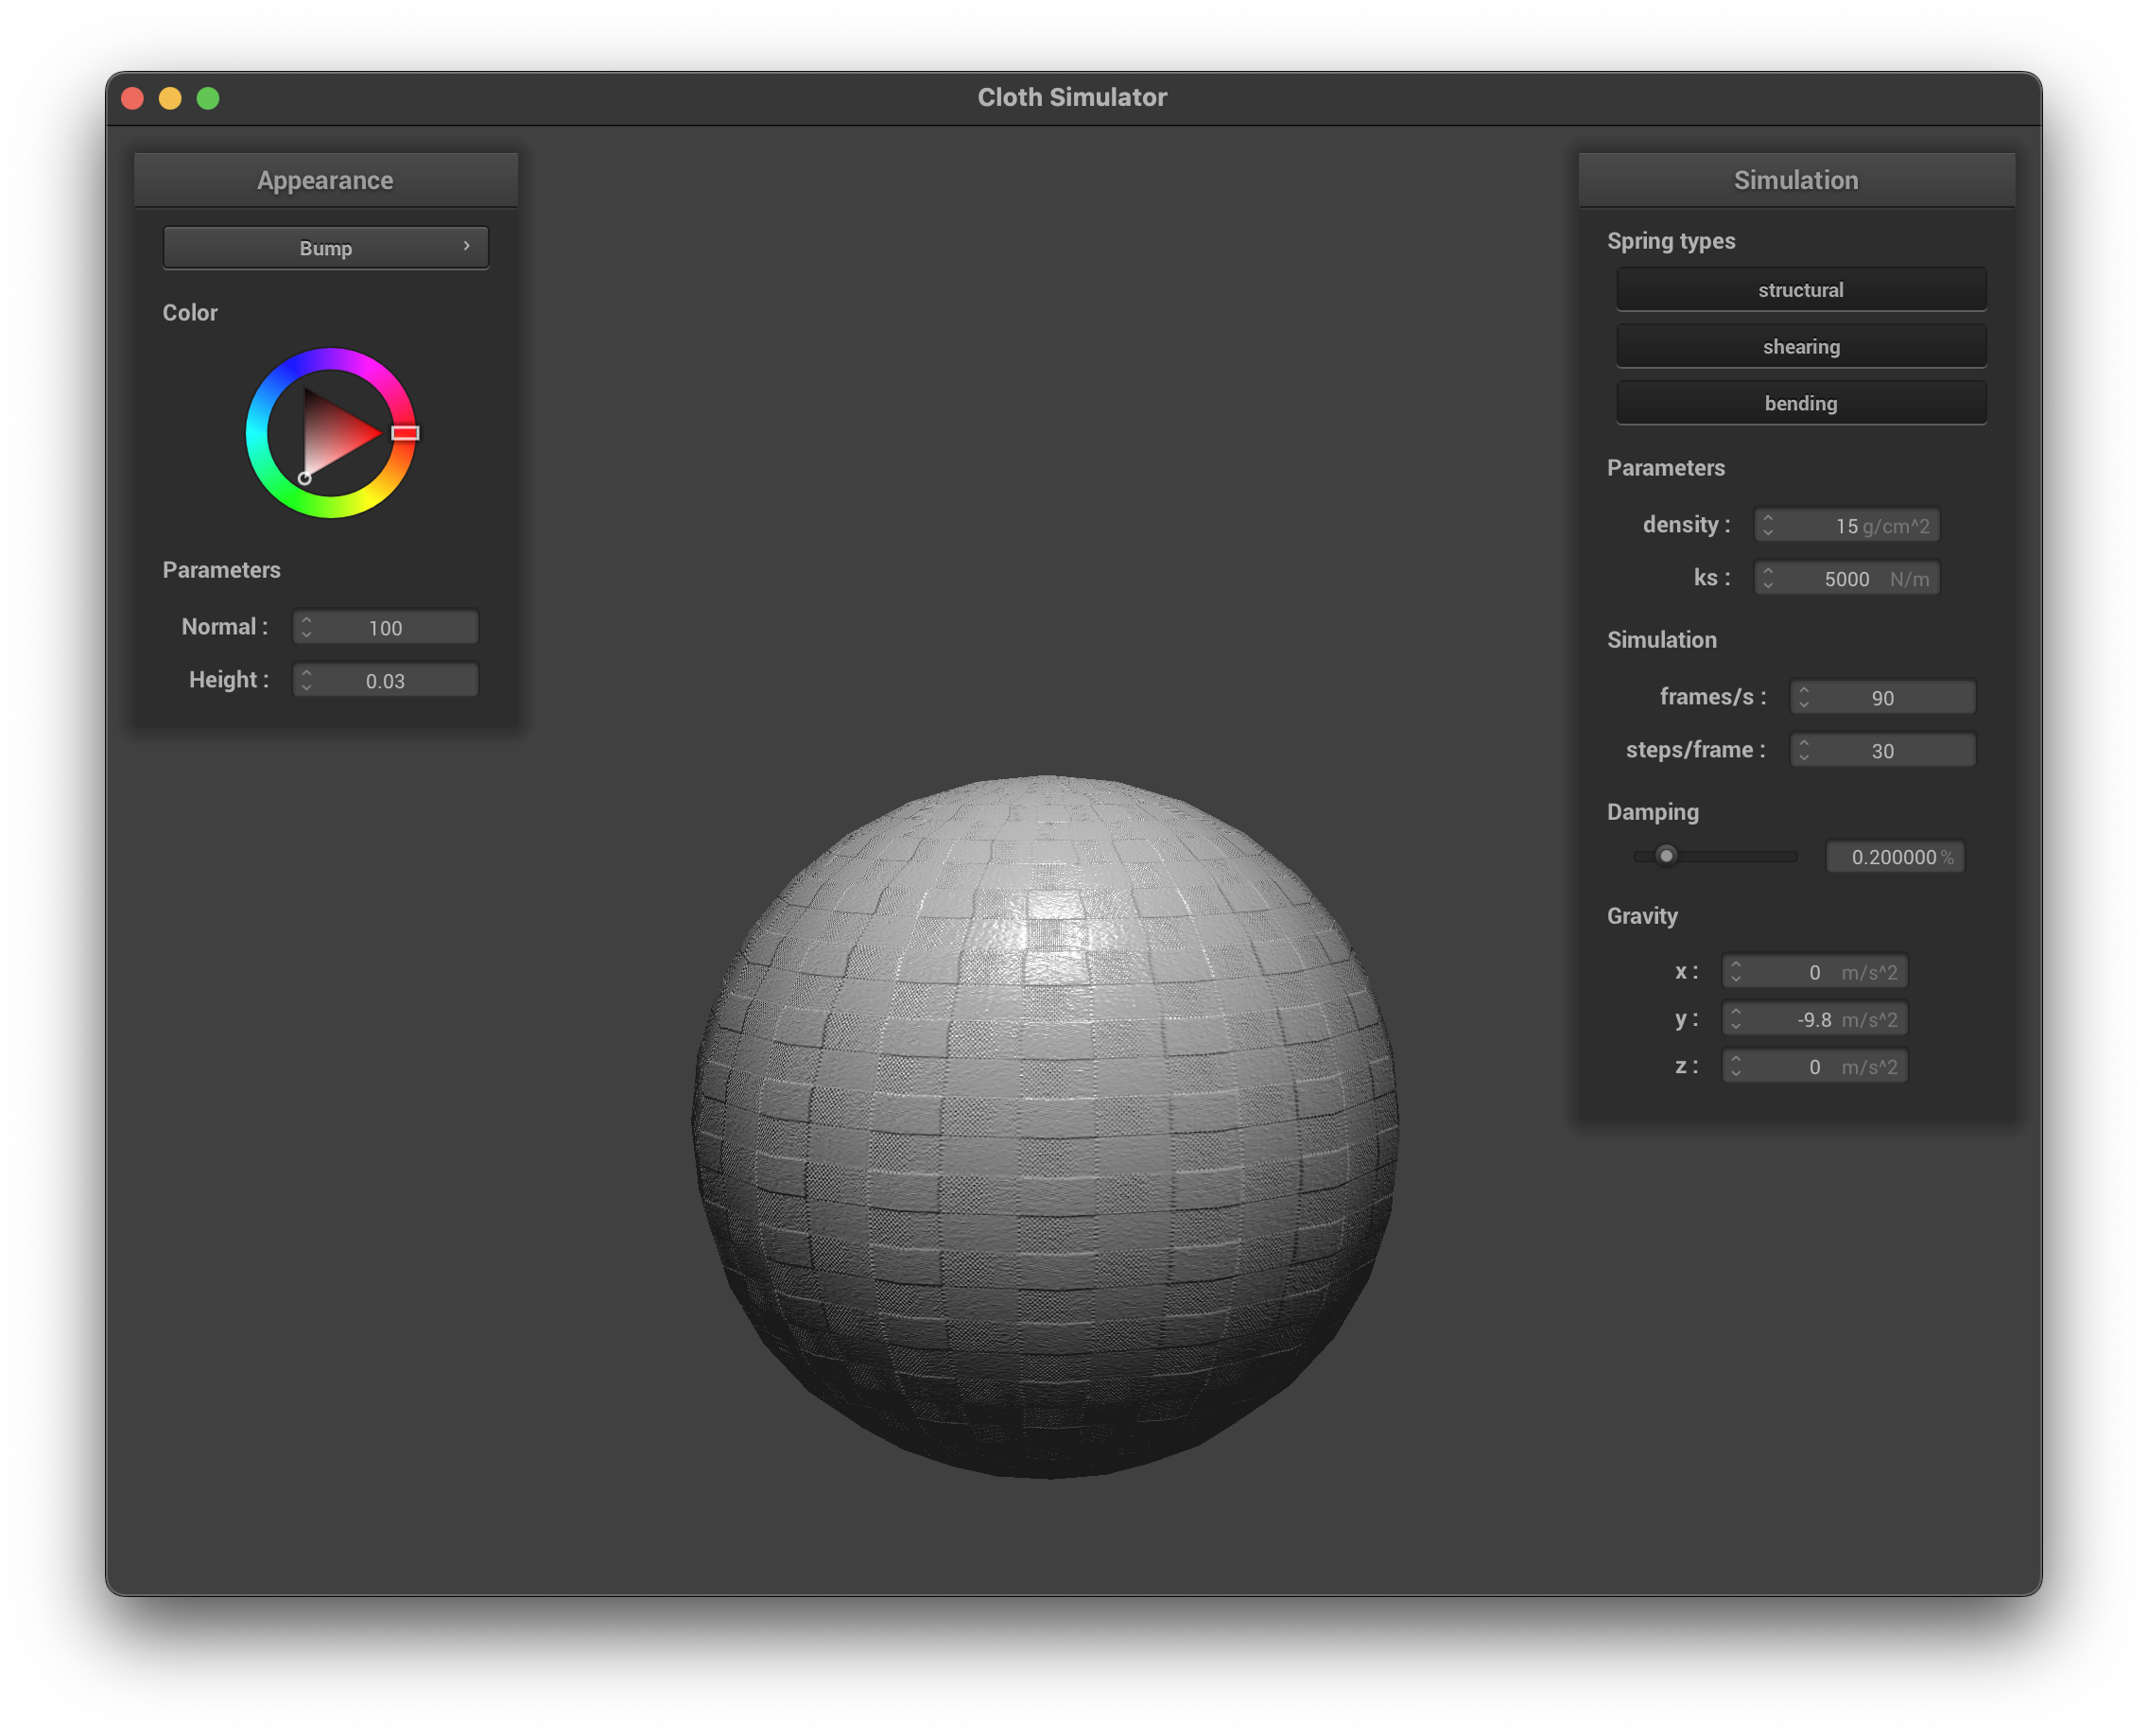 Cloth Simulator
Appearance
Bump
Color
Parameters
Normal : 100
Height : 0.03
Simulation
Spring types
structural
shearing
bending
Parameters
density : 15 g/cm^2
ks : 5000 N/m
Simulation
frames/s : 90
steps/frame : 30
Damping
0.200000 %
Gravity
x : 0 m/s^2
y : -9.8 m/s^2
z : 0 m/s^2